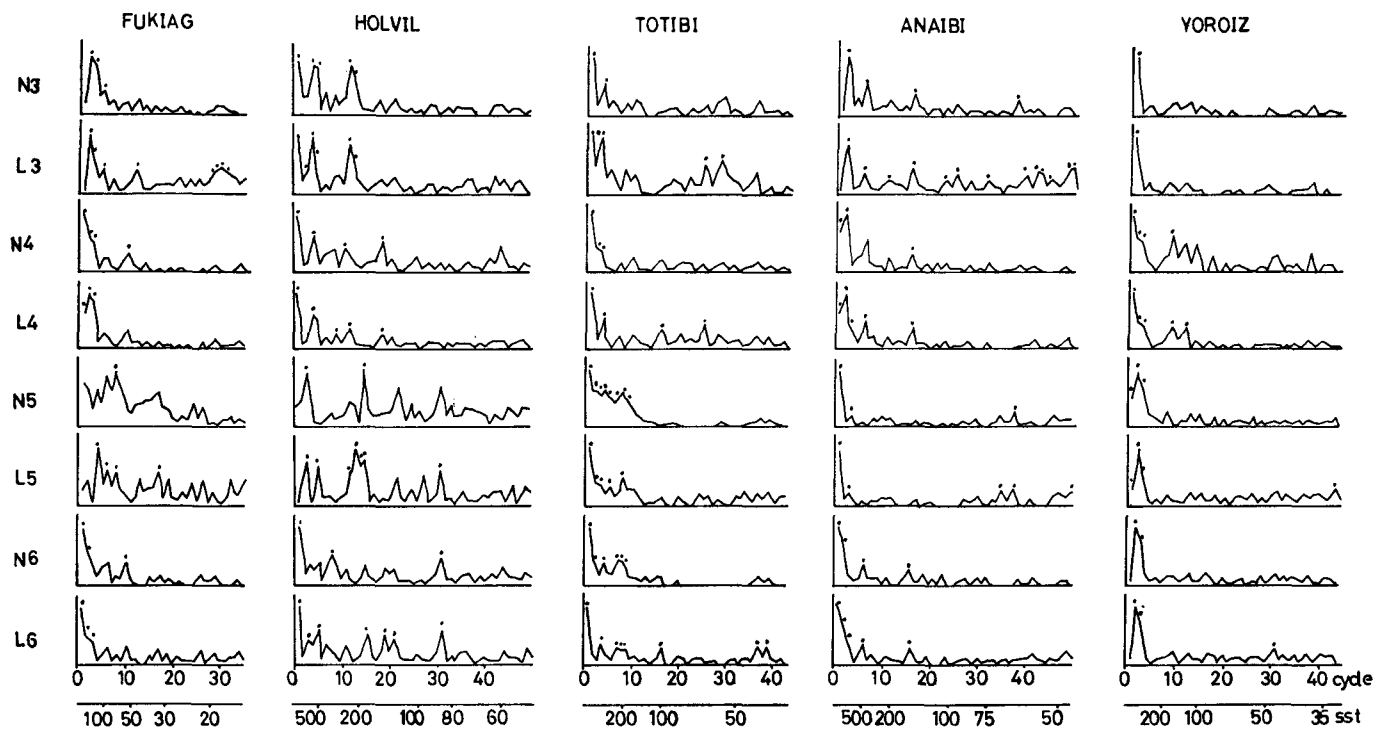 FUKIAG HOLVIL TOTIBI ANAIBI YOROIZ
N3
L3
N4
L4
N5
L5
N6
L6
0 10 20 30 0 10 20 30 40 0 10 20 30 40 0 10 20 30 40 0 10 20 30 40 cycle
100 50 30 20 500 200 100 80 60 200 100 50 500 200 100 75 50 200 100 50 35 sst